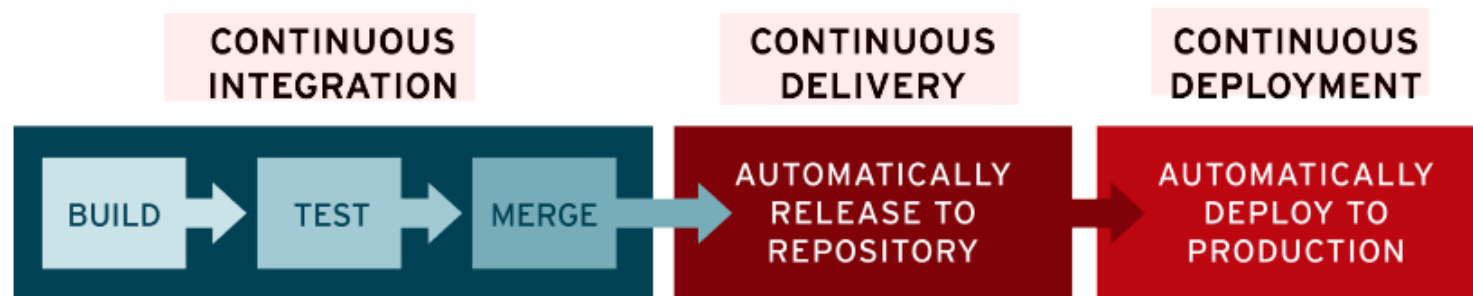 CONTINUOUS
INTEGRATION
BUILD
TEST
MERGE
CONTINUOUS
DELIVERY
AUTOMATICALLY
RELEASE TO
REPOSITORY
CONTINUOUS
DEPLOYMENT
AUTOMATICALLY
DEPLOY TO
PRODUCTION